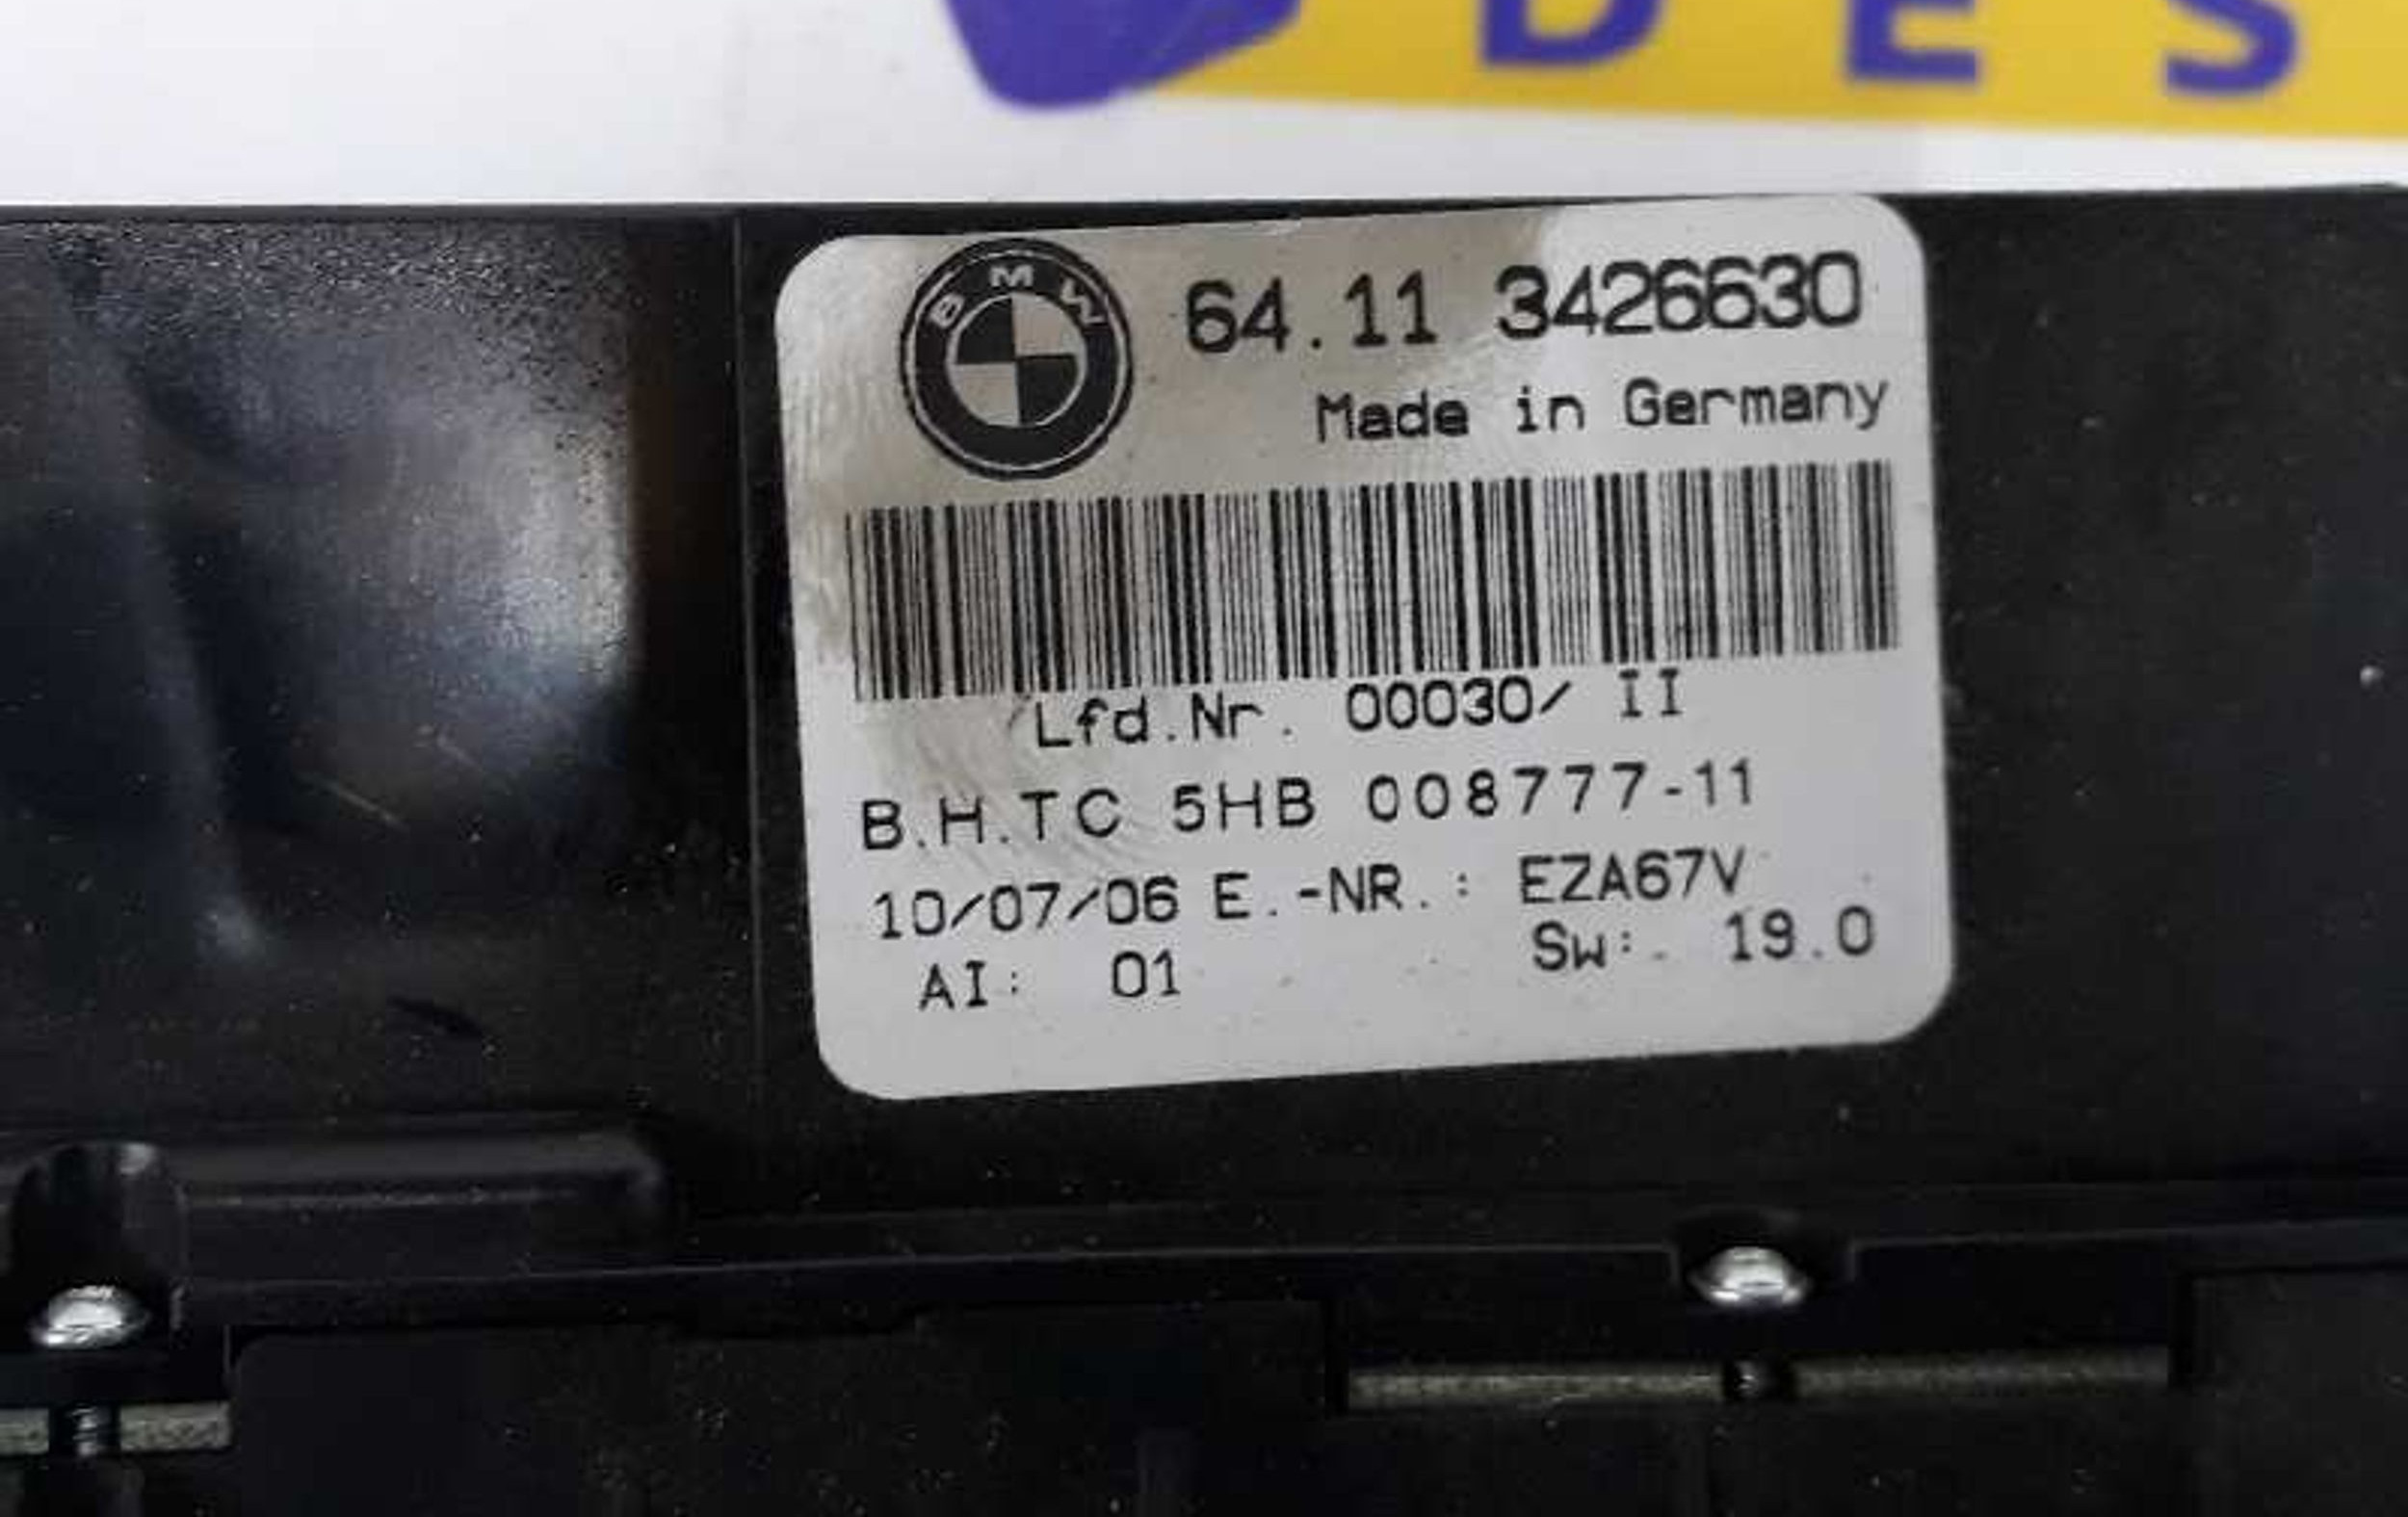 DES
BMW
64.11 3426630
Made in Germany
Lfd.Nr. 00030/ II
B.H.TC 5HB 008777-11
10/07/06 E.-NR.: EZA67V
AI: 01 Sw: 19.0